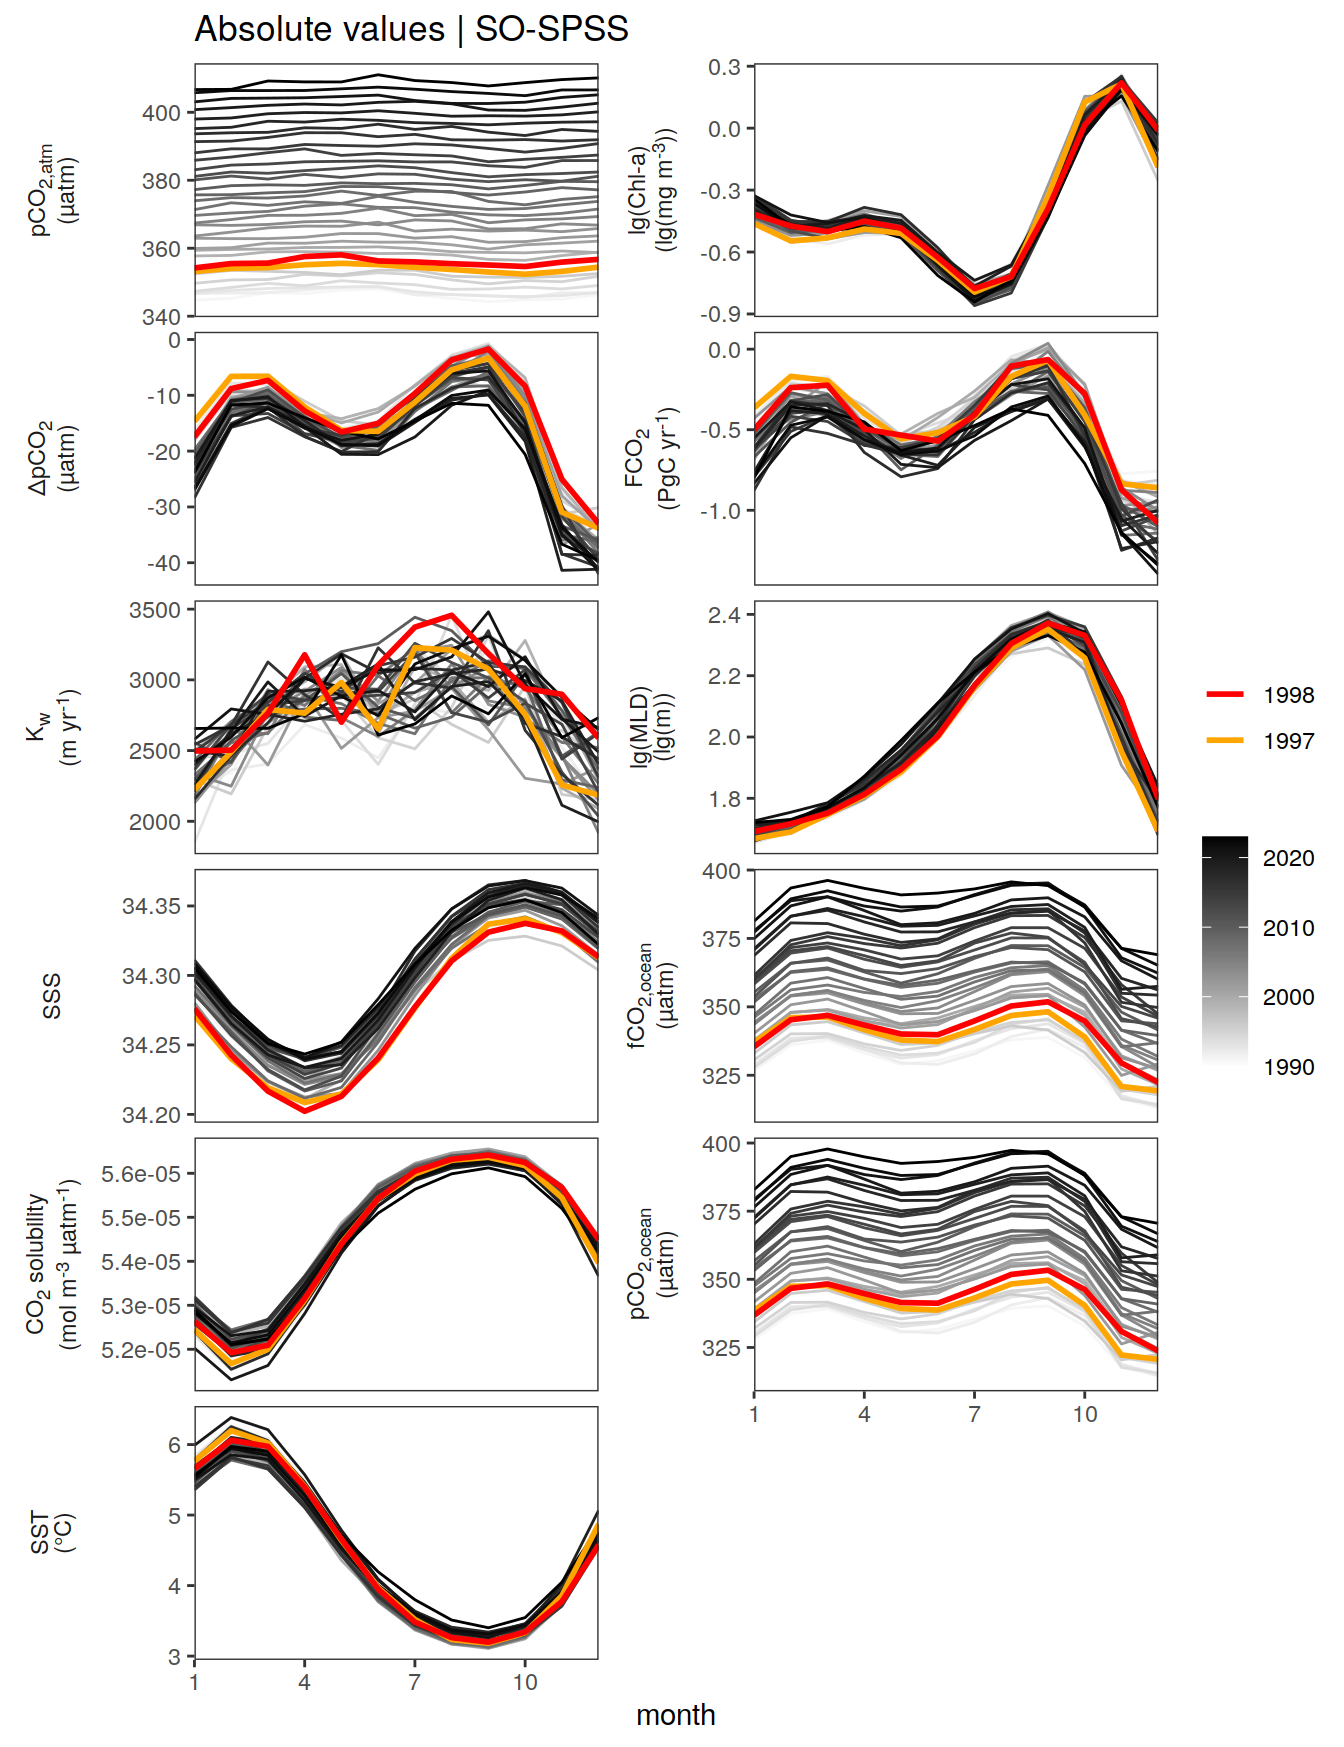 Absolute values | SO-SPSS
pCO2,atm
(µatm)
400
380
360
340
lg(Chl-a)
(lg(mg m-3))
0.3
0.0
-0.3
-0.6
-0.9
ΔpCO2
(µatm)
0
-10
-20
-30
-40
FCO2
(PgC yr-1)
0.0
-0.5
-1.0
Kw
(m yr-1)
3500
3000
2500
2000
lg(MLD)
(lg(m))
2.4
2.2
2.0
1.8
SSS
34.35
34.30
34.25
34.20
fCO2,ocean
(µatm)
400
375
350
325
CO2 solubility
(mol m-3 µatm-1)
5.6e-05
5.5e-05
5.4e-05
5.3e-05
5.2e-05
pCO2,ocean
(µatm)
400
375
350
325
1 4 7 10
SST
(°C)
6
5
4
3
1 4 7 10
month
1998
1997
2020
2010
2000
1990